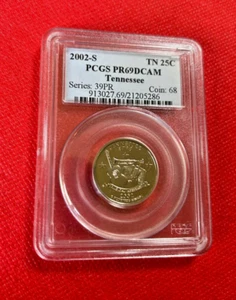 2002-S TN 25C
PCGS PR69DCAM
Tennessee
Series: 39PR Coin: 68
913027.69/21205286